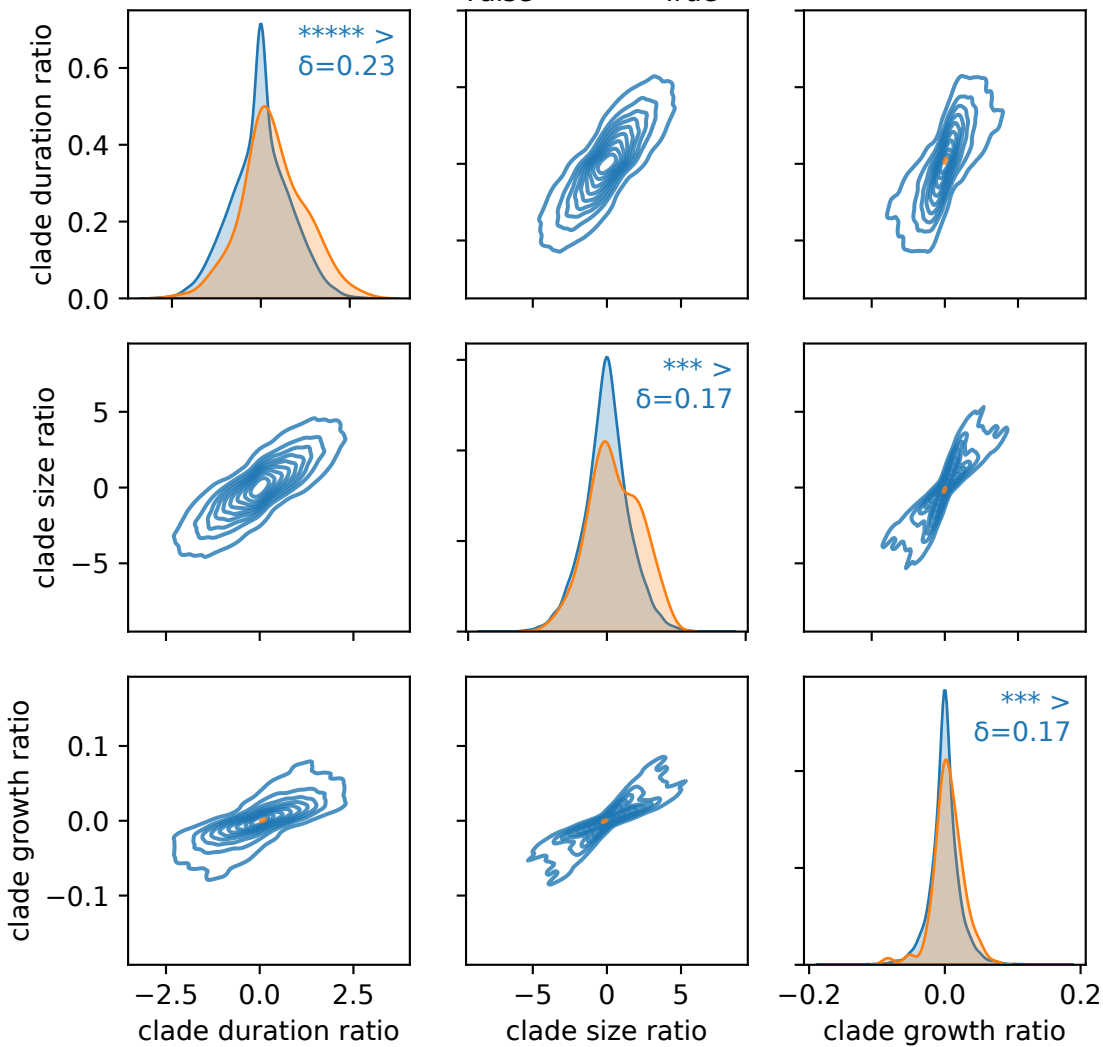 ***** >
δ=0.23
clade duration ratio
0.6
0.4
0.2
0.0
*** >
δ=0.17
clade size ratio
5
0
−5
*** >
δ=0.17
clade growth ratio
0.1
0.0
−0.1
−2.5 0.0 2.5
−5 0 5
−0.2 0.0 0.2
clade duration ratio
clade size ratio
clade growth ratio